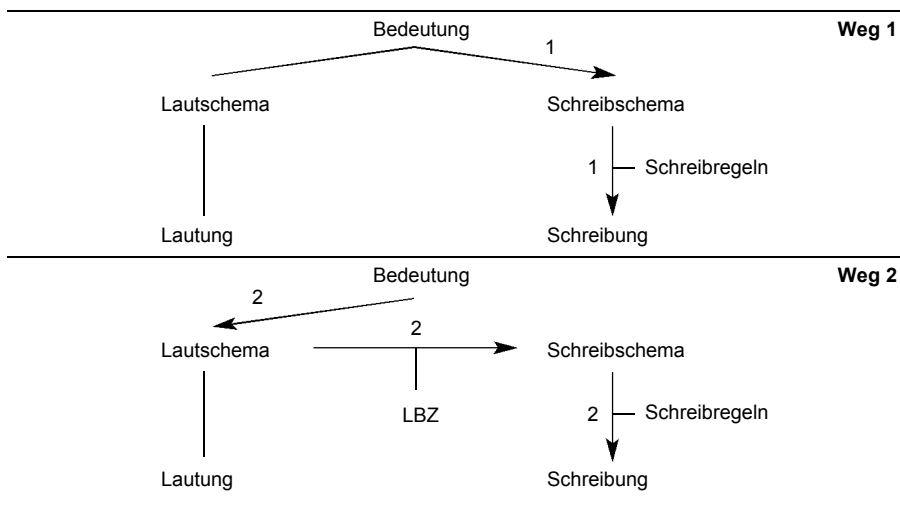 Bedeutung Weg 1
1
Lautschema Schreibschema
1 Schreibregeln
Lautung Schreibung
Bedeutung Weg 2
2
2
Lautschema Schreibschema
LBZ 2 Schreibregeln
Lautung Schreibung